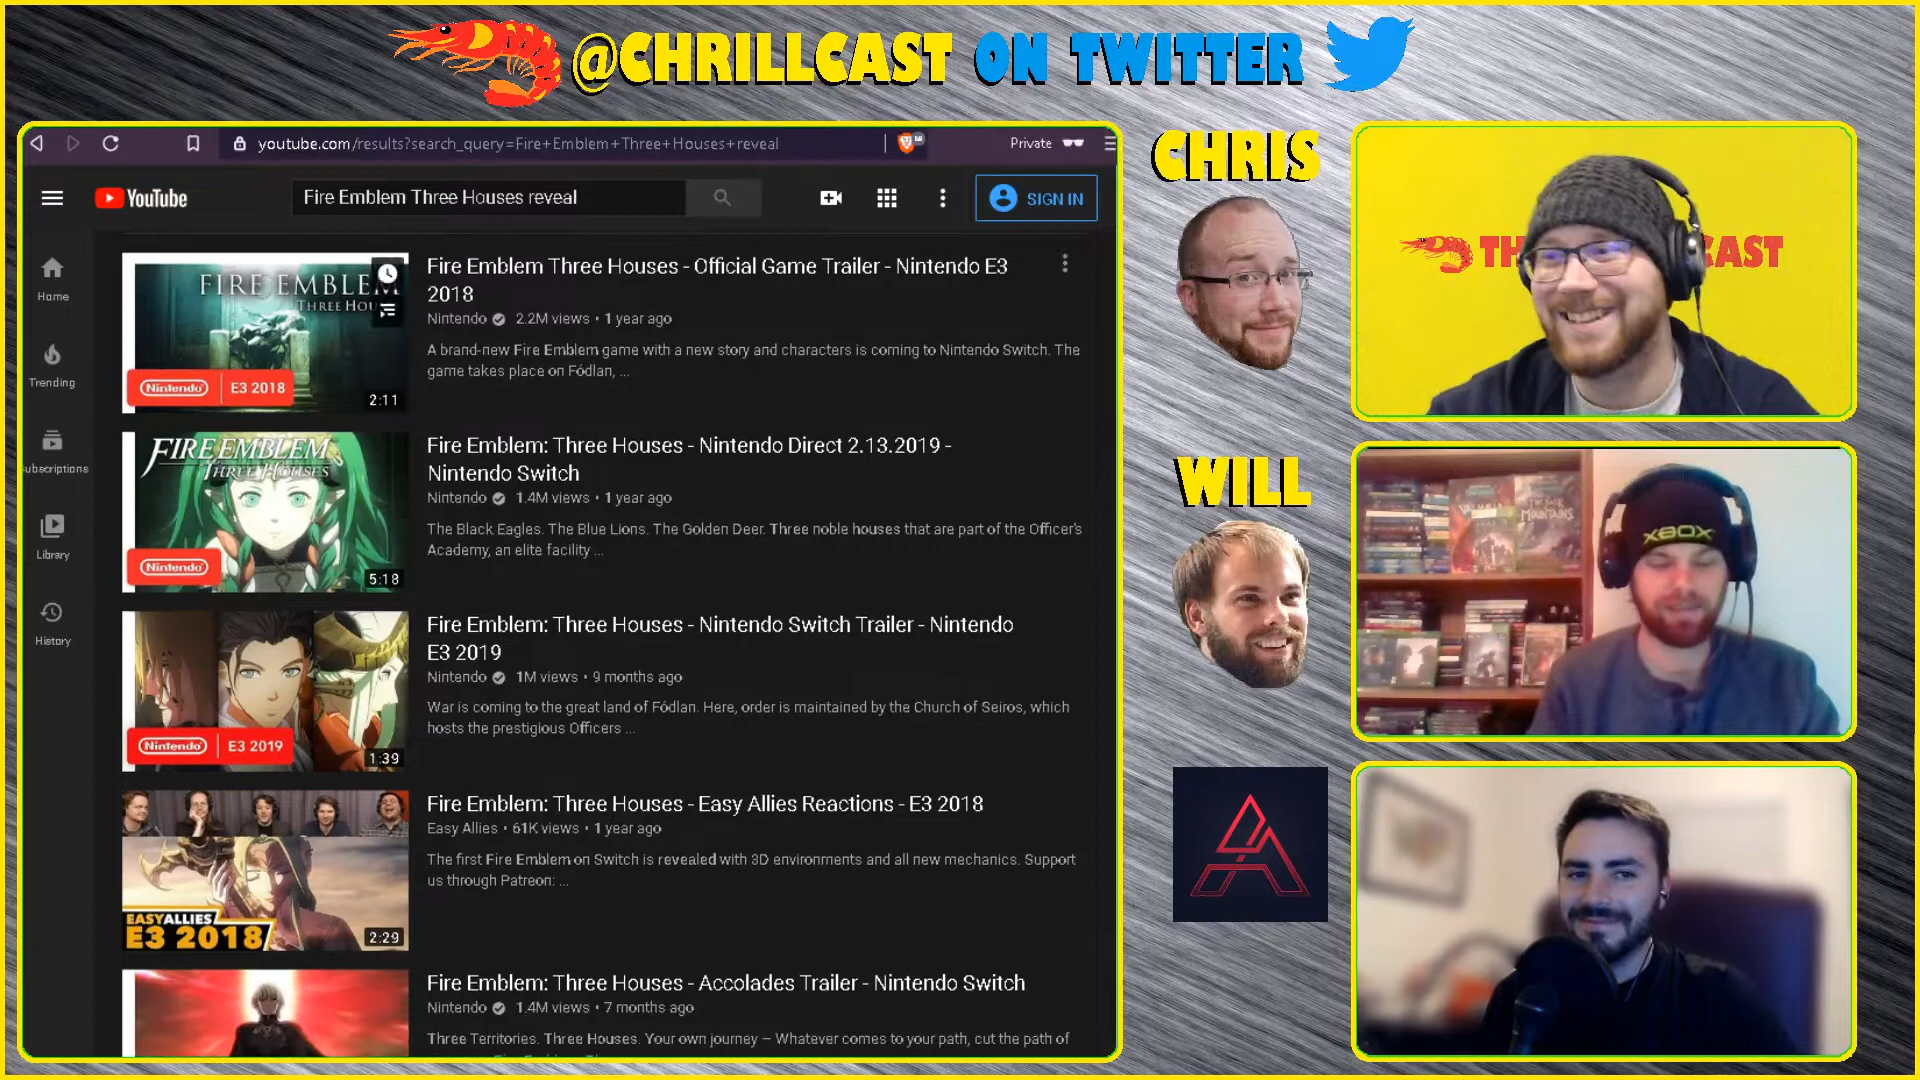 @CHRILLCAST ON TWITTER
youtube.com/results?search_query=Fire+Emblem+Three+Houses+reveal
Private
YouTube
Fire Emblem Three Houses reveal
SIGN IN
Home
Trending
ubscriptions
Library
History
FIRE EMBLEM
THREE HOU
Nintendo
E3 2018
2:11
Fire Emblem Three Houses - Official Game Trailer - Nintendo E3
2018
Nintendo 2.2M views • 1 year ago
A brand-new Fire Emblem game with a new story and characters is coming to Nintendo Switch. The
game takes place on Fódlan, ...
FIRE EMBLEM
THREE HOUSES
Nintendo
5:18
Fire Emblem: Three Houses - Nintendo Direct 2.13.2019 -
Nintendo Switch
Nintendo 1.4M views • 1 year ago
The Black Eagles. The Blue Lions. The Golden Deer. Three noble houses that are part of the Officer's
Academy, an elite facility ...
Nintendo
E3 2019
1:39
Fire Emblem: Three Houses - Nintendo Switch Trailer - Nintendo
E3 2019
Nintendo 1M views • 9 months ago
War is coming to the great land of Fódlan. Here, order is maintained by the Church of Seiros, which
hosts the prestigious Officers ...
EASYALLIES
E3 2018
2:29
Fire Emblem: Three Houses - Easy Allies Reactions - E3 2018
Easy Allies • 61K views • 1 year ago
The first Fire Emblem on Switch is revealed with 3D environments and all new mechanics. Support
us through Patreon: ...
Fire Emblem: Three Houses - Accolades Trailer - Nintendo Switch
Nintendo 1.4M views • 7 months ago
Three Territories. Three Houses. Your own journey – Whatever comes to your path, cut the path of
CHRIS
TH
CAST
WILL
XBOX